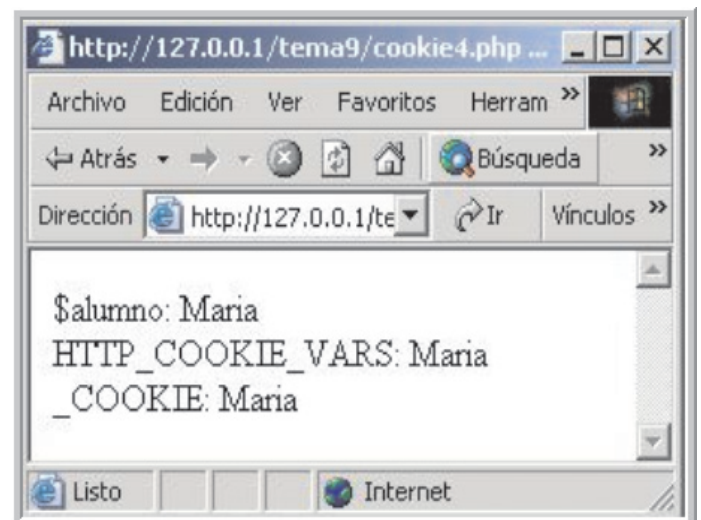 http://127.0.0.1/tema9/cookie4.php ...
Archivo Edición Ver Favoritos Herram »
Atrás Búsqueda »
Dirección http://127.0.0.1/te Ir Vínculos »
$alumno: Maria
HTTP_COOKIE_VARS: Maria
_COOKIE: Maria
Listo Internet